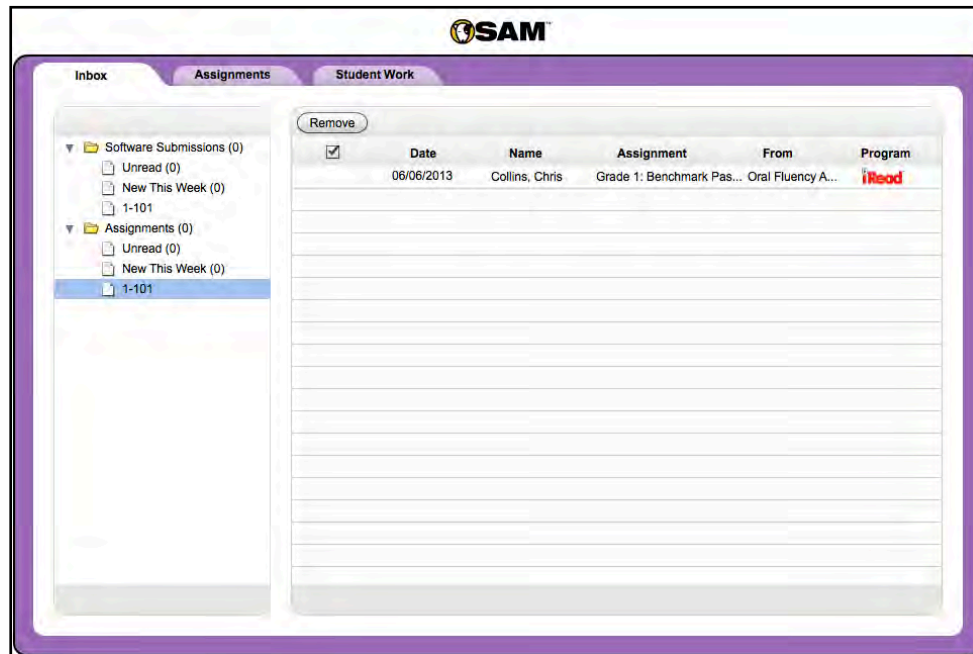 SAM™
Inbox Assignments Student Work
Remove
Software Submissions (0)
Unread (0)
New This Week (0)
1-101
Assignments (0)
Unread (0)
New This Week (0)
1-101
Date Name Assignment From Program
06/06/2013 Collins, Chris Grade 1: Benchmark Pas... Oral Fluency A... iRead